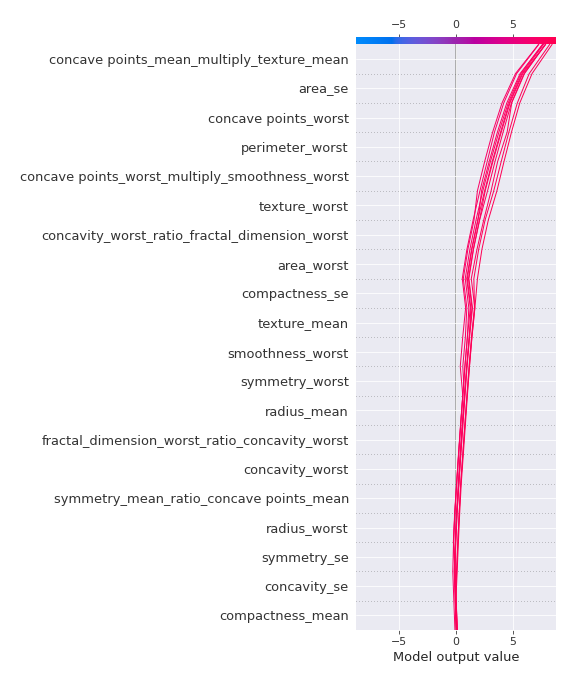 −5 0 5
concave points_mean_multiply_texture_mean
area_se
concave points_worst
perimeter_worst
concave points_worst_multiply_smoothness_worst
texture_worst
concavity_worst_ratio_fractal_dimension_worst
area_worst
compactness_se
texture_mean
smoothness_worst
symmetry_worst
radius_mean
fractal_dimension_worst_ratio_concavity_worst
concavity_worst
symmetry_mean_ratio_concave points_mean
radius_worst
symmetry_se
concavity_se
compactness_mean
−5 0 5
Model output value